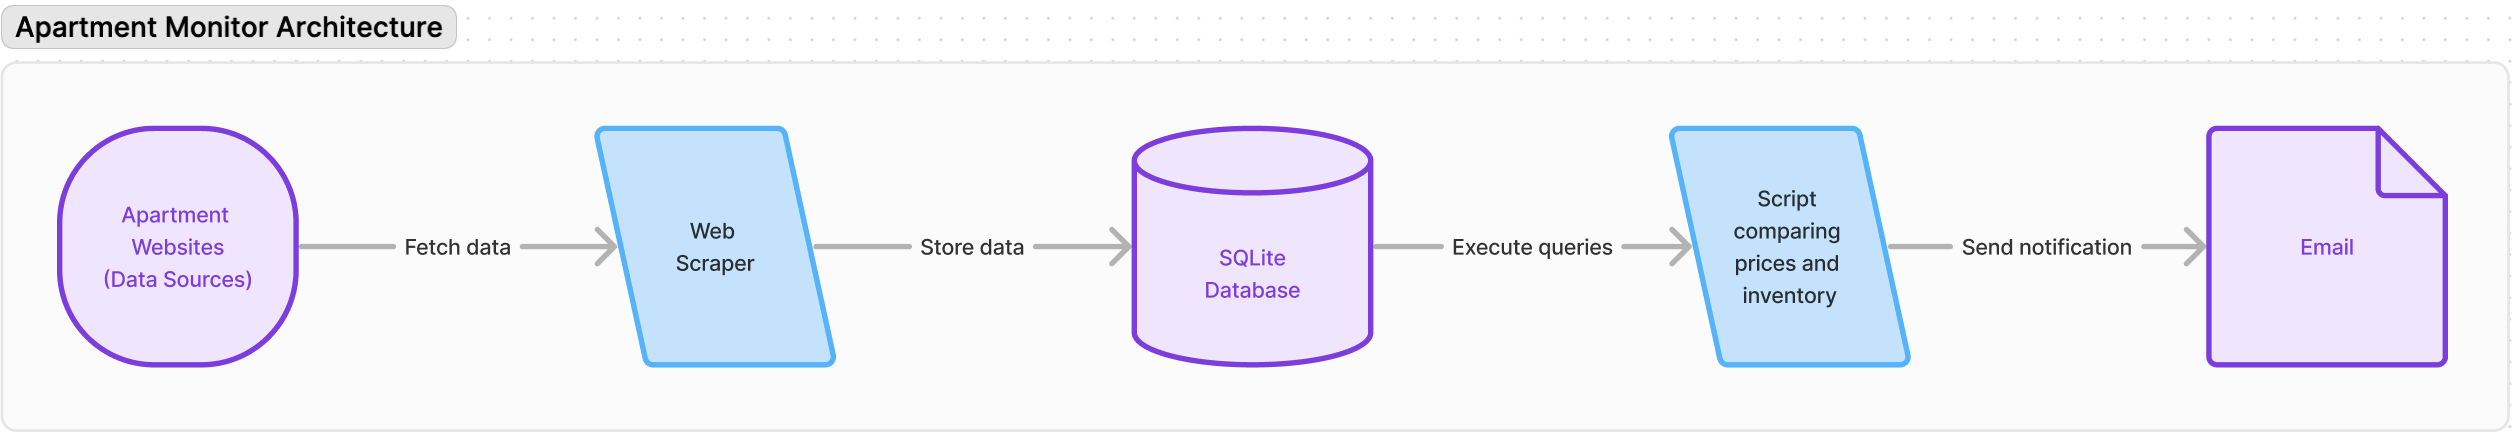 Apartment Monitor Architecture
Apartment
Websites
(Data Sources)
Fetch data
Web
Scraper
Store data
SQLite
Database
Execute queries
Script
comparing
prices and
inventory
Send notification
Email